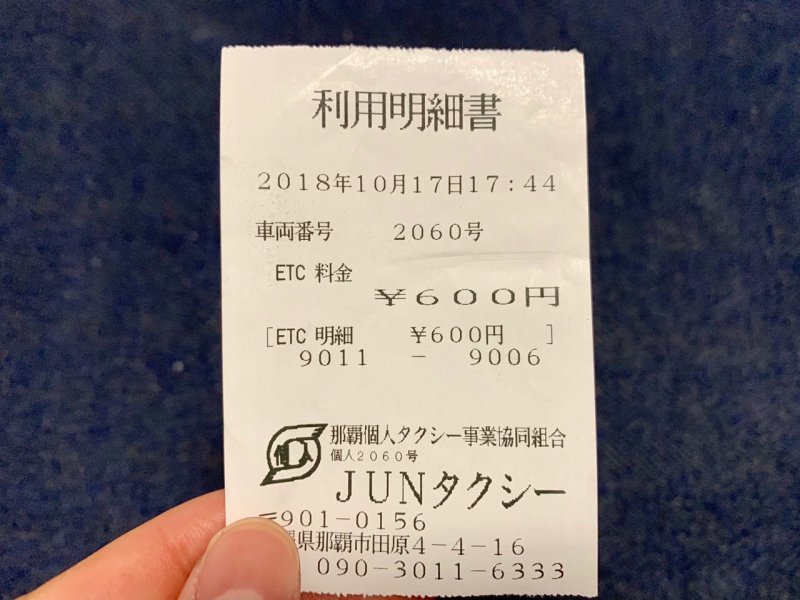 利用明細書
2018年10月17日17:44
車両番号 2060号
ETC 料金
¥600円
[ETC 明細 ¥600円 ]
9011 - 9006
個人
那覇個人タクシー事業協同組合
個人2060号
JUNタクシー
〒901-0156
縄県那覇市田原4-4-16
090-3011-6333